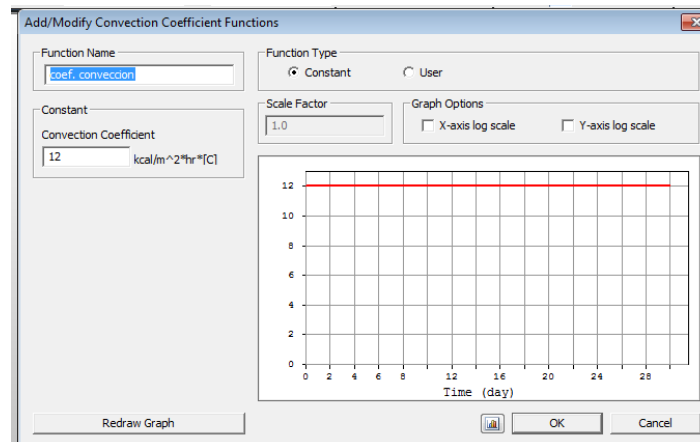 Add/Modify Convection Coefficient Functions
Function Name
coef. conveccion
Function Type
Constant
User
Constant
Convection Coefficient
12 kcal/m^2*hr*[C]
Scale Factor
1.0
Graph Options
X-axis log scale
Y-axis log scale
12
10
8
6
4
2
0
0 2 4 6 8 12 16 20 24 28
Time (day)
Redraw Graph
OK
Cancel